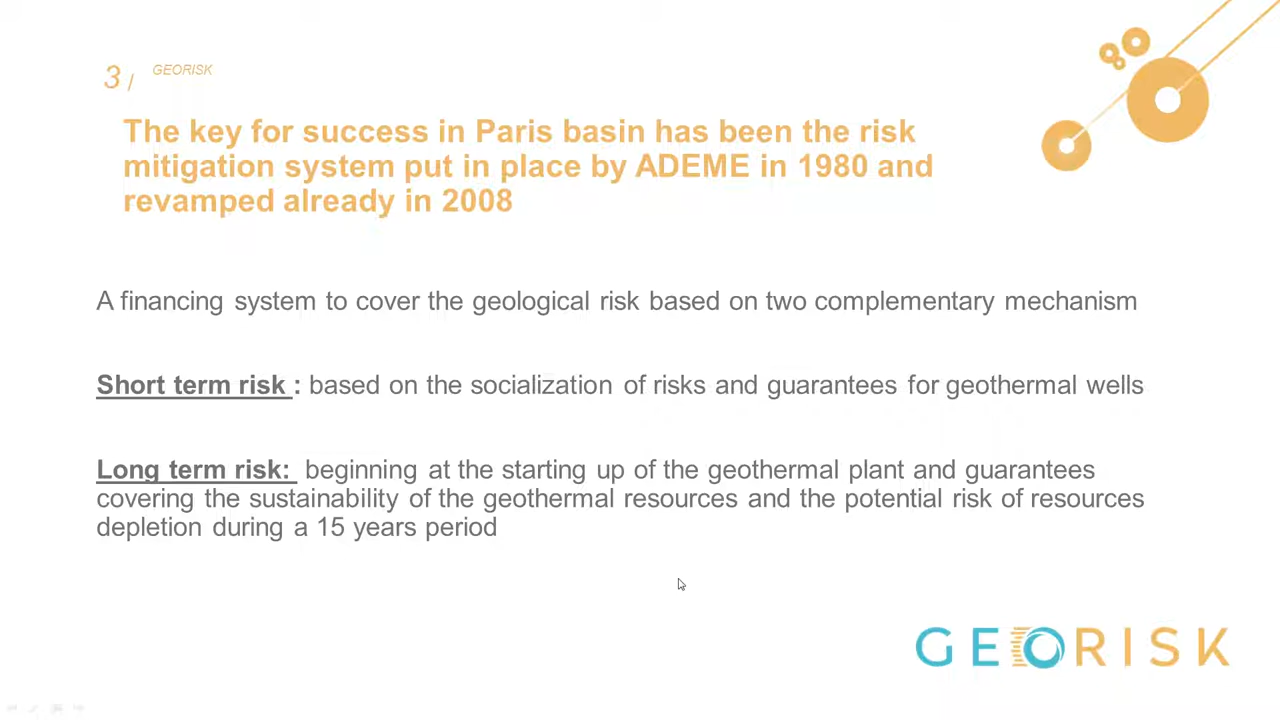 3 /
GEORISK
The key for success in Paris basin has been the risk
mitigation system put in place by ADEME in 1980 and
revamped already in 2008
A financing system to cover the geological risk based on two complementary mechanism
Short term risk : based on the socialization of risks and guarantees for geothermal wells
Long term risk: beginning at the starting up of the geothermal plant and guarantees
covering the sustainability of the geothermal resources and the potential risk of resources
depletion during a 15 years period
GEORISK